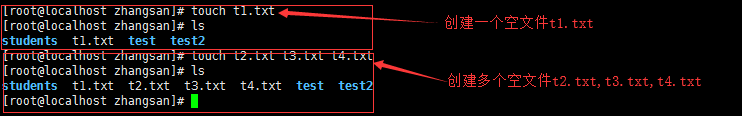 [root@localhost zhangsan]# touch t1.txt
创建一个空文件t1.txt
[root@localhost zhangsan]# ls
students t1.txt test test2
[root@localhost zhangsan]# touch t2.txt t3.txt t4.txt
[root@localhost zhangsan]# ls
创建多个空文件t2.txt,t3.txt,t4.txt
students t1.txt t2.txt t3.txt t4.txt test test2
[root@localhost zhangsan]#